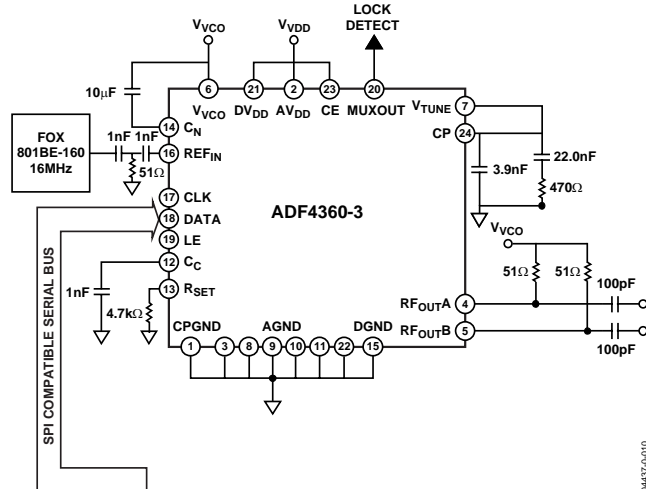 LOCK
DETECT
VVCO
VVDD
6
21
2
23
20
VVCO
DVDD
AVDD
CE
MUXOUT
10μF
14
CN
FOX
801BE-160
16MHz
1nF
1nF
16
REFIN
51Ω
17
CLK
18
DATA
19
LE
12
CC
1nF
13
RSET
4.7kΩ
ADF4360-3
VTUNE
7
CP
24
3.9nF
22.0nF
470Ω
VVCO
51Ω
51Ω
100pF
RFOUTA
4
RFOUTB
5
100pF
CPGND
AGND
DGND
1
3
8
9
10
11
22
15
SPI COMPATIBLE SERIAL BUS
04437-0-010